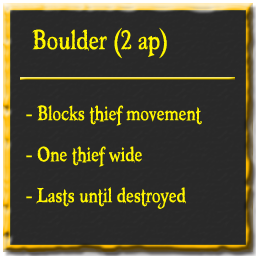 Boulder (2 ap)
- Blocks thief movement
- One thief wide
- Lasts until destroyed